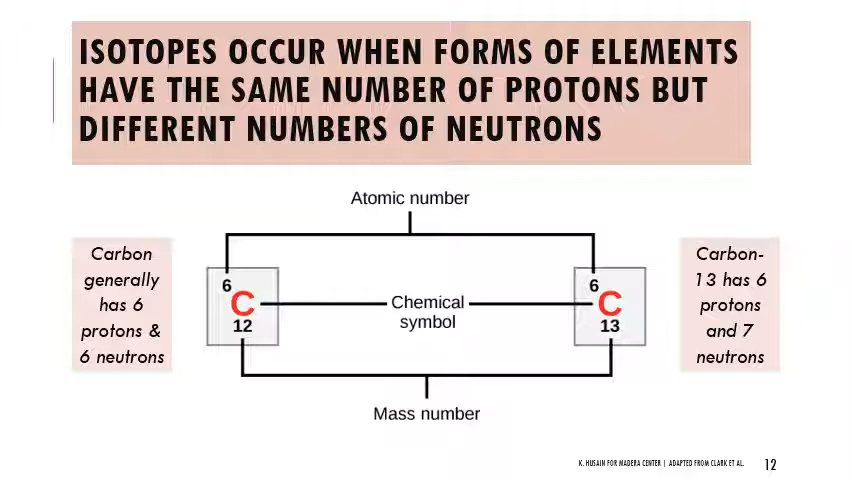 ISOTOPES OCCUR WHEN FORMS OF ELEMENTS
HAVE THE SAME NUMBER OF PROTONS BUT
DIFFERENT NUMBERS OF NEUTRONS
Atomic number
Carbon
generally
has 6
protons &
6 neutrons
6
C
12
Chemical
symbol
6
C
13
Carbon-
13 has 6
protons
and 7
neutrons
Mass number
K. HUSAIN FOR MADERA CENTER | ADAPTED FROM CLARK ET AL.
12